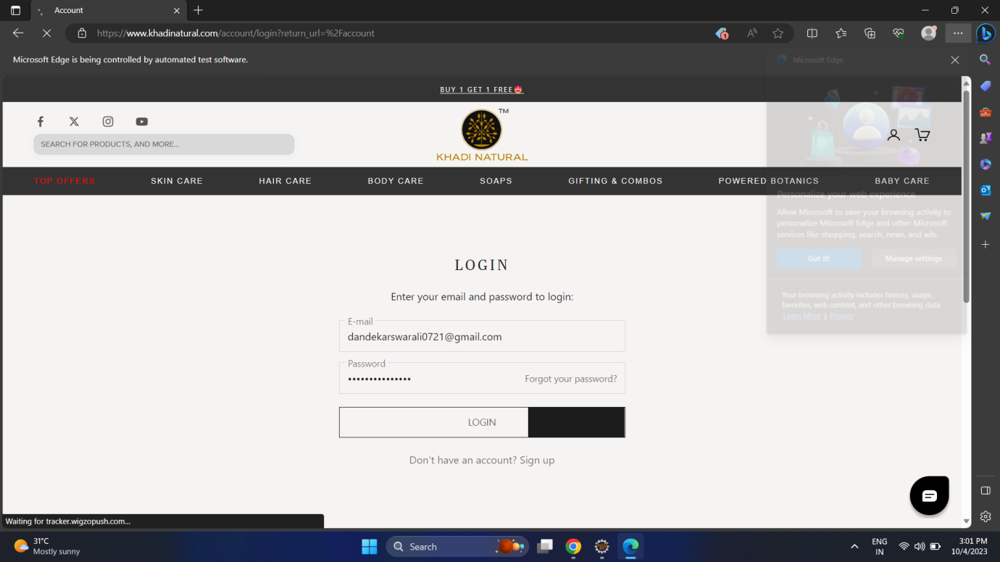 Account
https://www.khadinatural.com/account/login?return_url=%2Faccount
1
Microsoft Edge is being controlled by automated test software.
Microsoft Edge
BUY 1 GET 1 FREE😍
TM
SEARCH FOR PRODUCTS, AND MORE...
KHADI NATURAL
TOP OFFERS SKIN CARE HAIR CARE BODY CARE SOAPS GIFTING & COMBOS POWERED BOTANICS BABY CARE
Personalize your web experience
Allow Microsoft to save your browsing activity to
personalize Microsoft Edge and other Microsoft
services like shopping, search, news, and ads.
Got it! Manage settings
Your browsing activity includes history, usage,
favorites, web content, and other browsing data.
Learn More | Privacy
LOGIN
Enter your email and password to login:
E-mail
dandekarswarali0721@gmail.com
Password
••••••••••••••• Forgot your password?
LOGIN
Don't have an account? Sign up
Waiting for tracker.wigzopush.com...
31°C
Mostly sunny
Search
ENG
IN
3:01 PM
10/4/2023